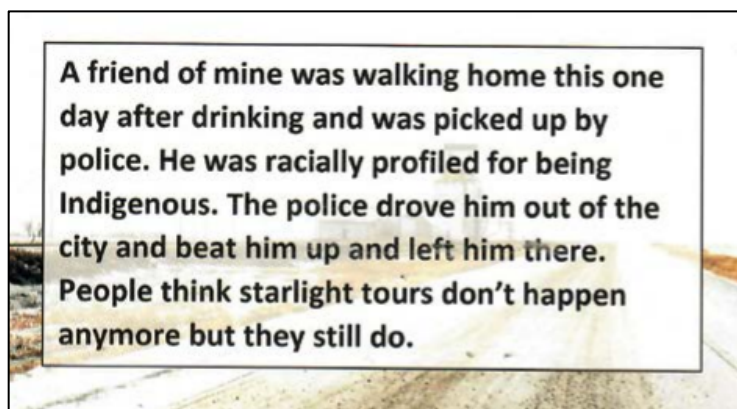 A friend of mine was walking home this one
day after drinking and was picked up by
police. He was racially profiled for being
Indigenous. The police drove him out of the
city and beat him up and left him there.
People think starlight tours don’t happen
anymore but they still do.